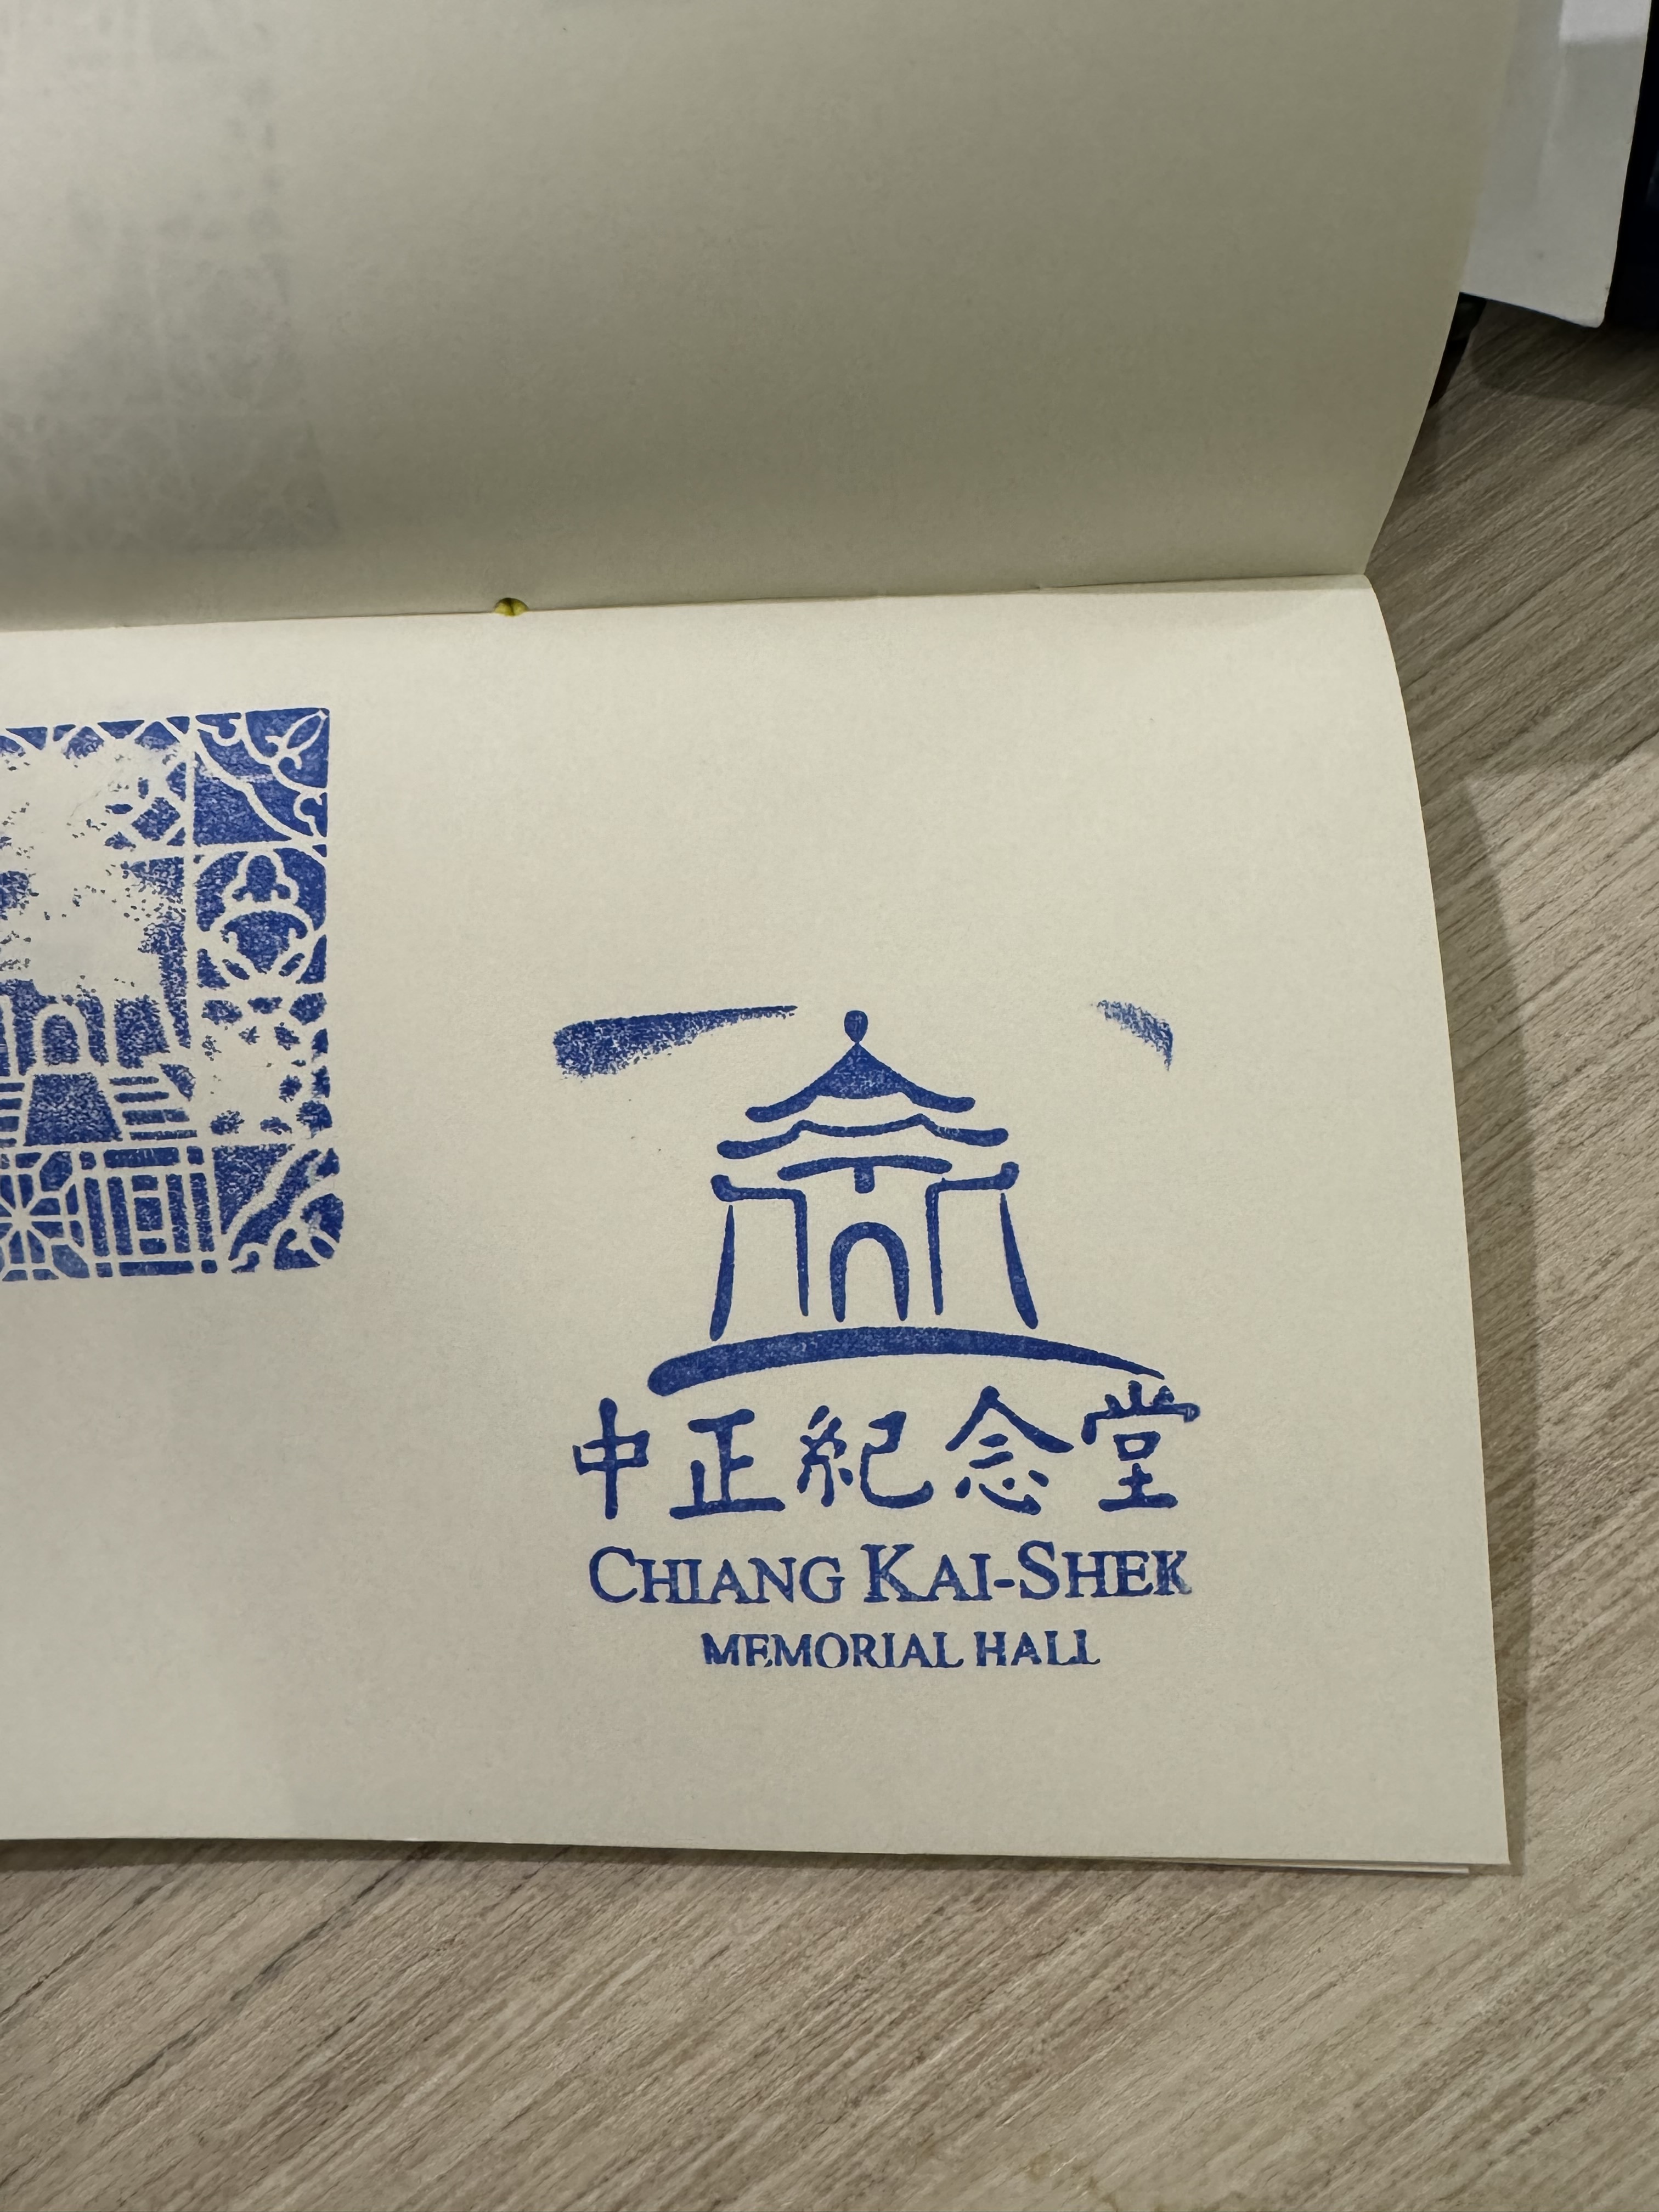 中正紀念堂
CHIANG KAI-SHEK
MEMORIAL HALL